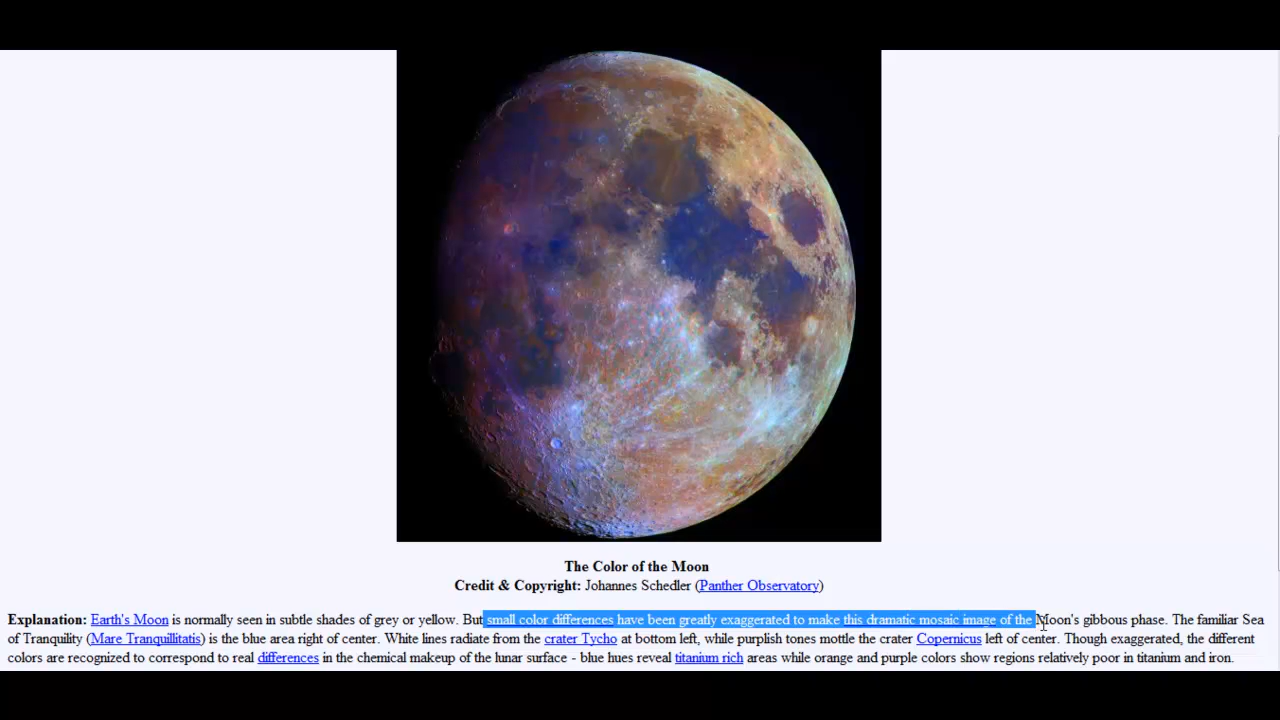 The Color of the Moon
Credit & Copyright: Johannes Schedler (Panther Observatory)
Explanation: Earth's Moon is normally seen in subtle shades of grey or yellow. But small color differences have been greatly exaggerated to make this dramatic mosaic image of the Moon's gibbous phase. The familiar Sea
of Tranquility (Mare Tranquillitatis) is the blue area right of center. White lines radiate from the crater Tycho at bottom left, while purplish tones mottle the crater Copernicus left of center. Though exaggerated, the different
colors are recognized to correspond to real differences in the chemical makeup of the lunar surface - blue hues reveal titanium rich areas while orange and purple colors show regions relatively poor in titanium and iron.